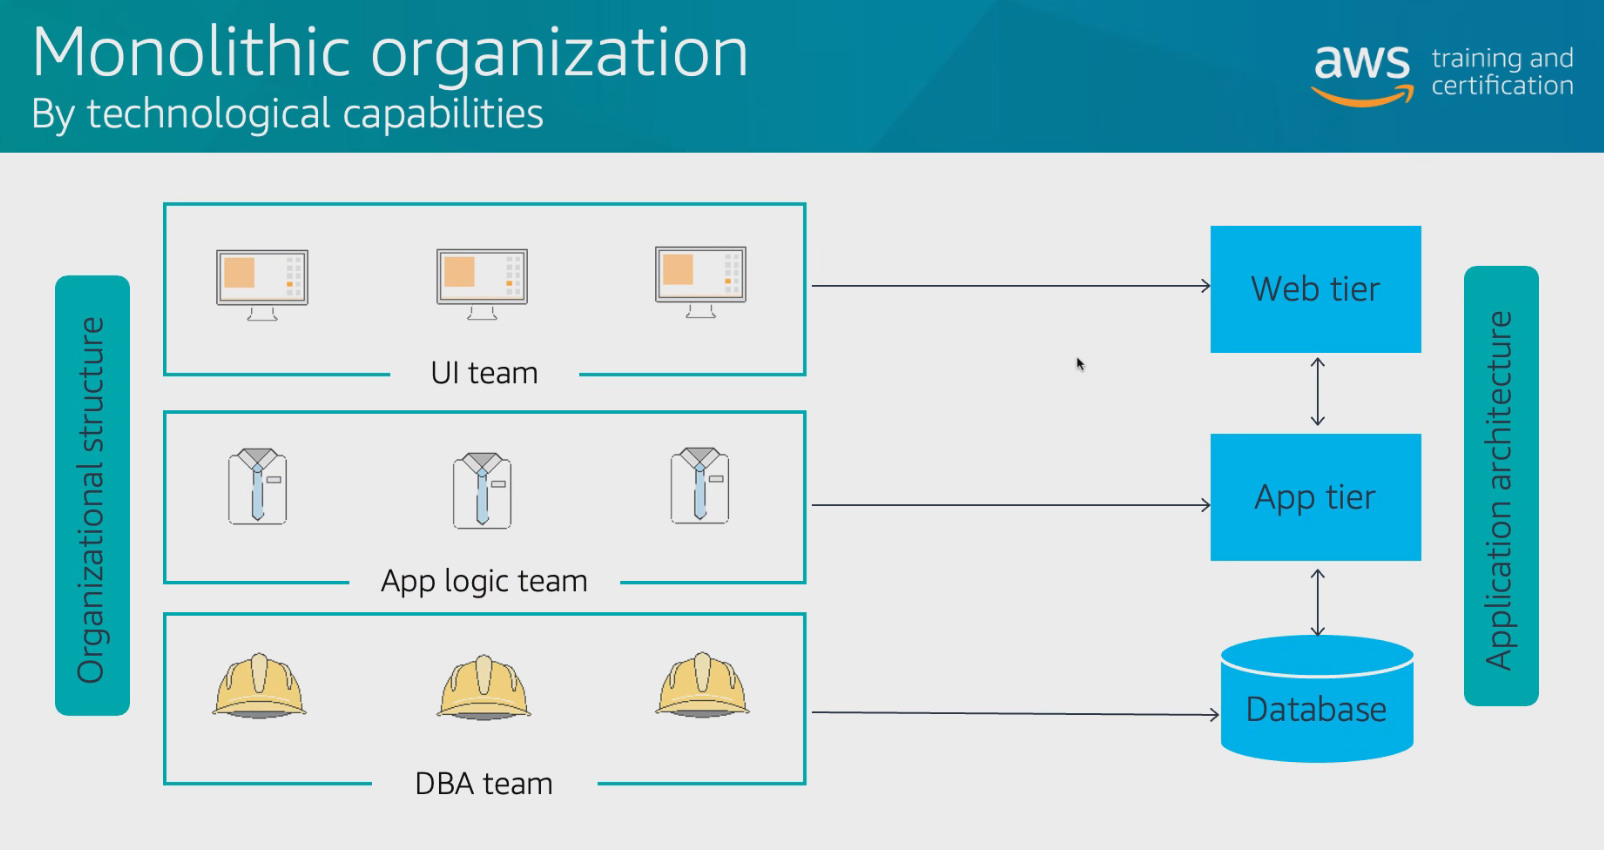 Monolithic organization
By technological capabilities
aws
training and
certification
Organizational structure
UI team
App logic team
DBA team
Web tier
App tier
Database
Application architecture